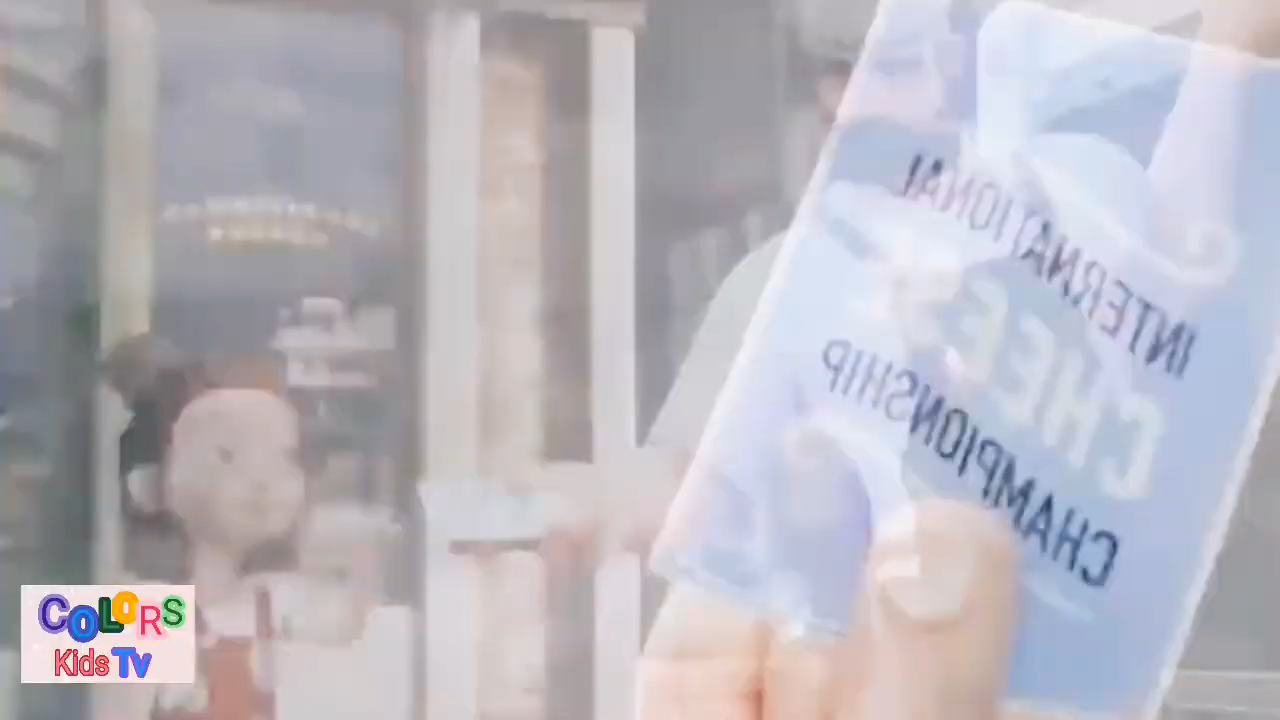 INTERNATIONAL
CHEER
CHAMPIONSHIP
COLORS
Kids Tv